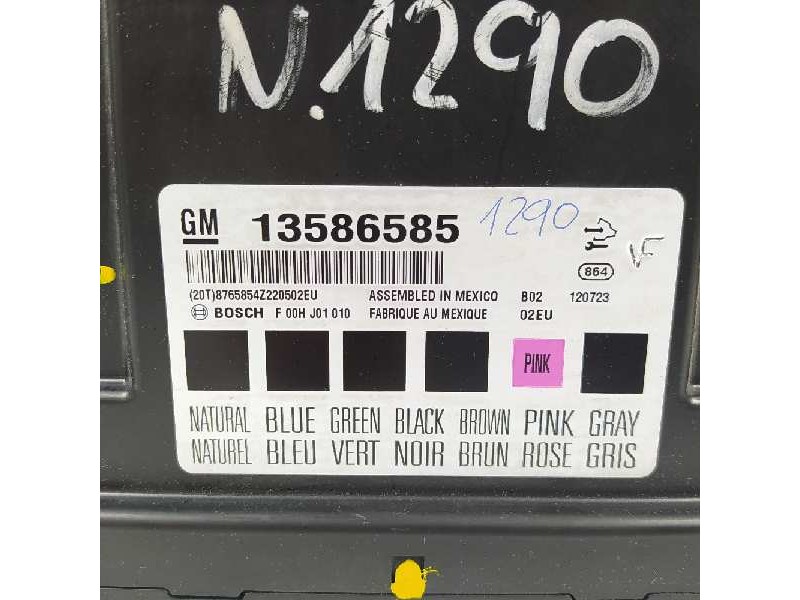 N.1290
GM 13586585 1290
VF
864
(20T)8765854Z220502EU ASSEMBLED IN MEXICO B02 120723
BOSCH F 00H J01 010 FABRIQUE AU MEXIQUE 02EU
PINK
NATURAL BLUE GREEN BLACK BROWN PINK GRAY
NATUREL BLEU VERT NOIR BRUN ROSE GRIS